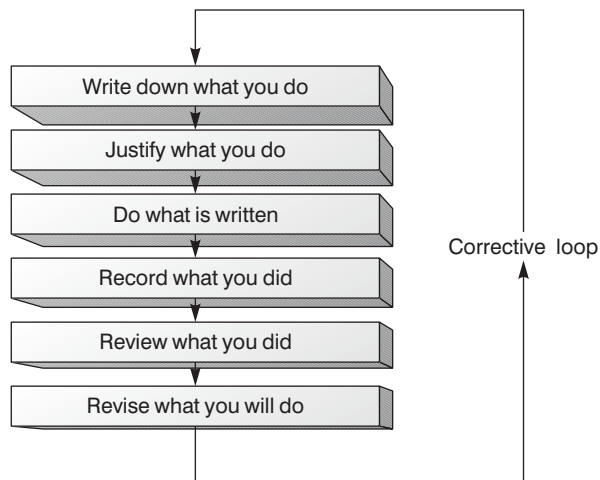 Write down what you do
Justify what you do
Do what is written
Corrective loop
Record what you did
Review what you did
Revise what you will do